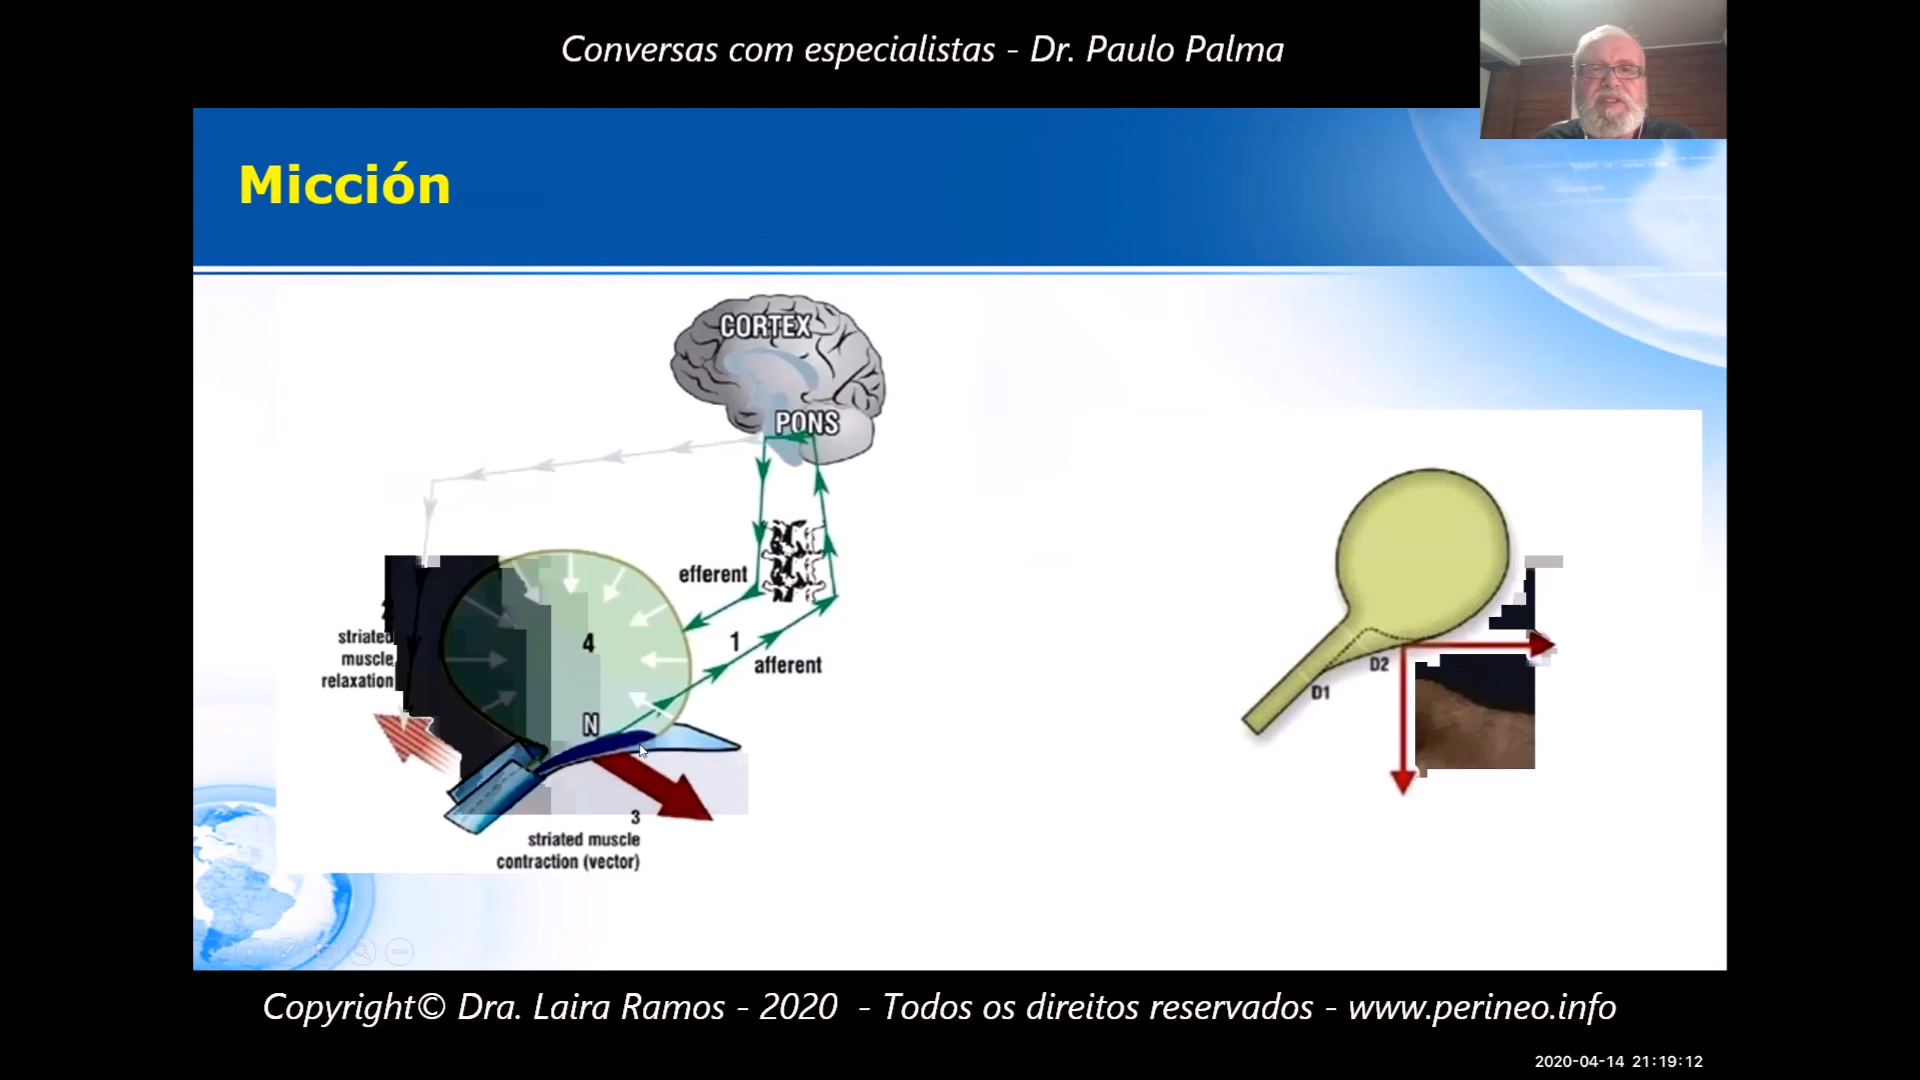 Conversas com especialistas - Dr. Paulo Palma
Micción
CORTEX
PONS
efferent
1
afferent
2
striated
muscle
relaxation
4
N
3
striated muscle
contraction (vector)
D2
D1
Copyright© Dra. Laira Ramos - 2020 - Todos os direitos reservados - www.perineo.info
2020-04-14 21:19:12